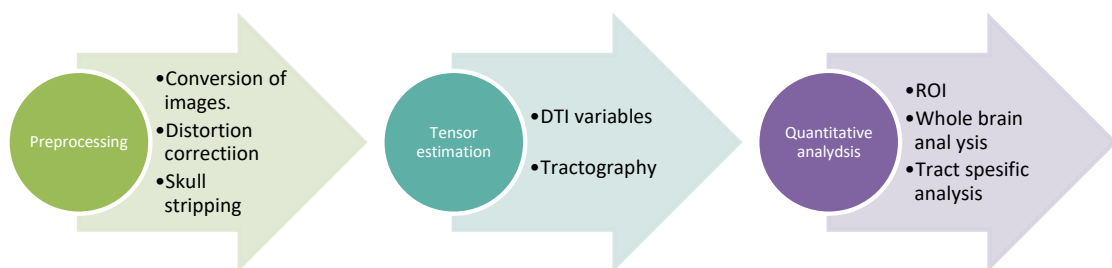 Preprocessing
•Conversion of
images.
•Distortion
correctiion
•Skull
stripping
Tensor
estimation
•DTI variables
•Tractography
Quantitative
analydsis
•ROI
•Whole brain
anal ysis
•Tract spesific
analysis